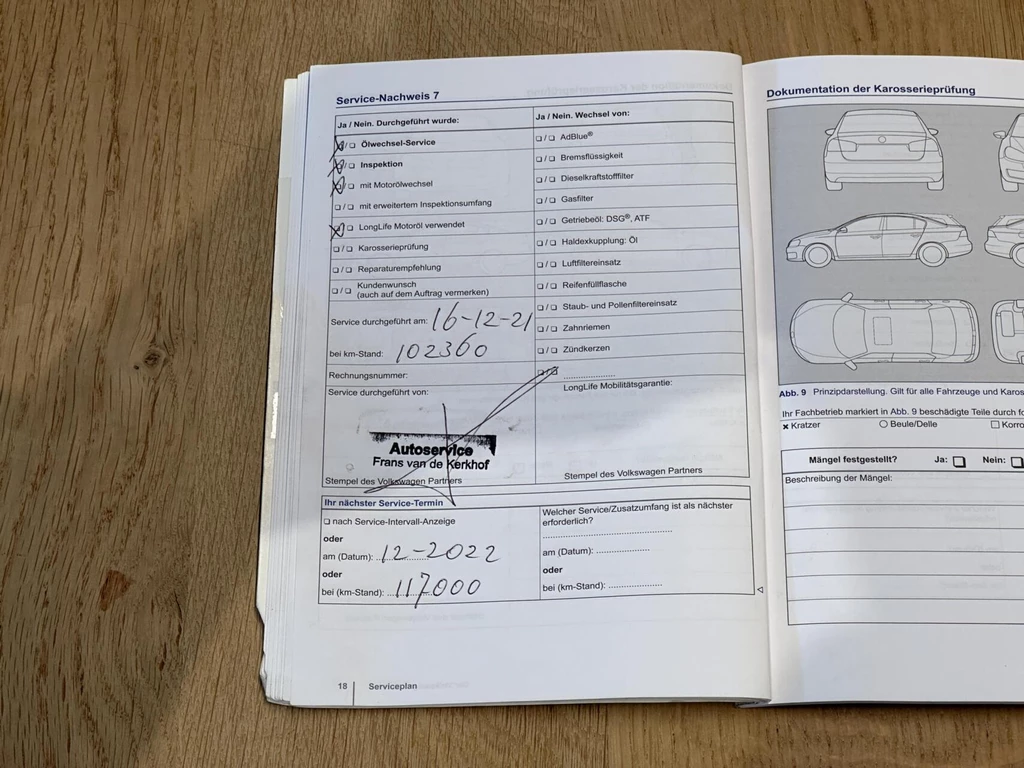 Service-Nachweis 7
Ja / Nein. Durchgeführt wurde:
Ölwechsel-Service
Inspektion
mit Motorölwechsel
mit erweitertem Inspektionsumfang
LongLife Motoröl verwendet
Karosserieprüfung
Reparaturempfehlung
Kundenwunsch
(auch auf dem Auftrag vermerken)
Service durchgeführt am: 16-12-21
bei km-Stand: 102360
Rechnungsnummer:
Service durchgeführt von:
Autoservice
Frans van de Kerkhof
Stempel des Volkswagen Partners
Ja / Nein. Wechsel von:
AdBlue®
Bremsflüssigkeit
Dieselkraftstofffilter
Gasfilter
Getriebeöl: DSG®, ATF
Haldexkupplung: Öl
Luftfiltereinsatz
Reifenfüllflasche
Staub- und Pollenfiltereinsatz
Zahnriemen
Zündkerzen
LongLife Mobilitätsgarantie:
Stempel des Volkswagen Partners
Ihr nächster Service-Termin
nach Service-Intervall-Anzeige
oder
am (Datum): 12-2022
oder
bei (km-Stand): 117000
Welcher Service/Zusatzumfang ist als nächster
erforderlich?
am (Datum):
oder
bei (km-Stand):
18 Serviceplan
Dokumentation der Karosserieprüfung
Abb. 9 Prinzipdarstellung. Gilt für alle Fahrzeuge und
Ihr Fachbetrieb markiert in Abb. 9 beschädigte Teile durch
Kratzer
Beule/Delle
Mängel festgestellt? Ja: Nein:
Beschreibung der Mängel: